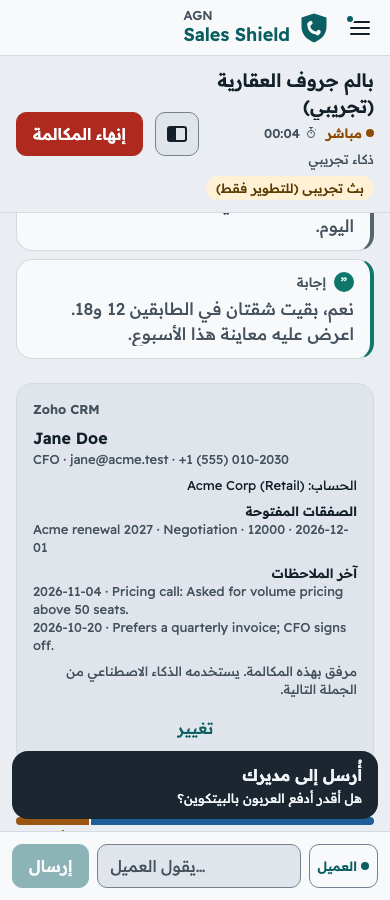 AGN
Sales Shield
بالم جروف العقارية
(تجريبي)
مباشر 00:04
ذكاء تجريبي
بث تجريبي (للتطوير فقط)
إنهاء المكالمة
اليوم.
إجابة
نعم، بقيت شقتان في الطابقين 12 و18.
اعرض عليه معاينة هذا الأسبوع.
Zoho CRM
Jane Doe
CFO · jane@acme.test · +1 (555) 010-2030
الحساب: Acme Corp (Retail)
الصفقات المفتوحة
Acme renewal 2027 · Negotiation · 12000 · 2026-12-
01
آخر الملاحظات
2026-11-04 · Pricing call: Asked for volume pricing
above 50 seats.
2026-10-20 · Prefers a quarterly invoice; CFO signs
off.
مرفق بهذه المكالمة. يستخدمه الذكاء الاصطناعي من
الجملة التالية.
تغيير
أُرسل إلى مديرك
هل أقدر أدفع العربون بالبيتكوين؟
العميل
يقول العميل...
إرسال